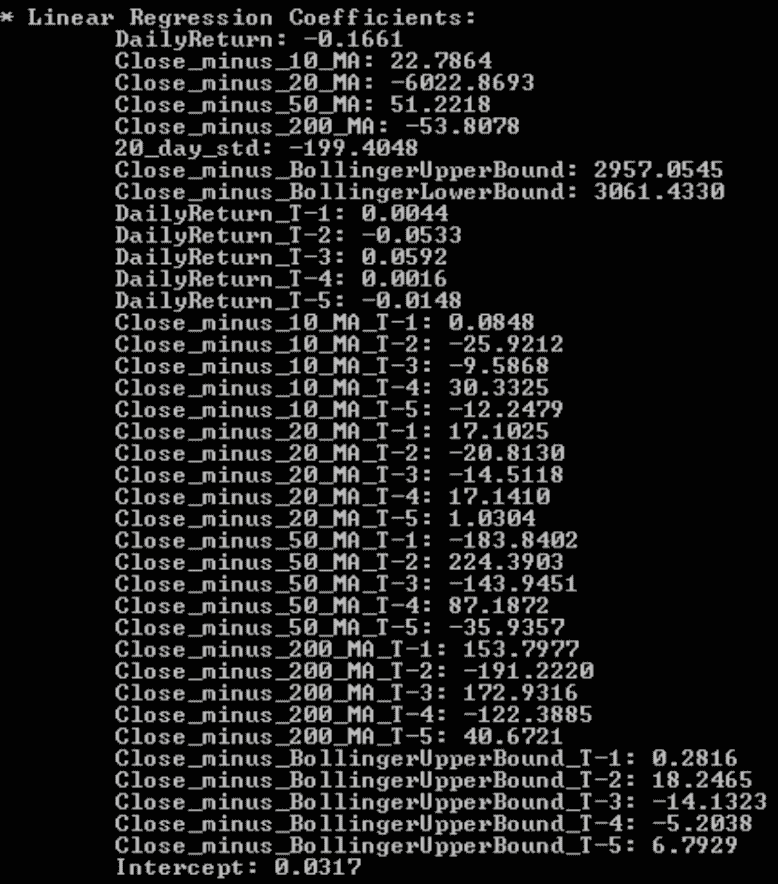 * Linear Regression Coefficients:
DailyReturn: -0.1661
Close_minus_10_MA: 22.7864
Close_minus_20_MA: -6022.8693
Close_minus_50_MA: 51.2218
Close_minus_200_MA: -53.8078
20_day_std: -199.4048
Close_minus_BollingerUpperBound: 2957.0545
Close_minus_BollingerLowerBound: 3061.4330
DailyReturn_T-1: 0.0044
DailyReturn_T-2: -0.0533
DailyReturn_T-3: 0.0592
DailyReturn_T-4: 0.0016
DailyReturn_T-5: -0.0148
Close_minus_10_MA_T-1: 0.0848
Close_minus_10_MA_T-2: -25.9212
Close_minus_10_MA_T-3: -9.5868
Close_minus_10_MA_T-4: 30.3325
Close_minus_10_MA_T-5: -12.2479
Close_minus_20_MA_T-1: 17.1025
Close_minus_20_MA_T-2: -20.8130
Close_minus_20_MA_T-3: -14.5118
Close_minus_20_MA_T-4: 17.1410
Close_minus_20_MA_T-5: 1.0304
Close_minus_50_MA_T-1: -183.8402
Close_minus_50_MA_T-2: 224.3903
Close_minus_50_MA_T-3: -143.9451
Close_minus_50_MA_T-4: 87.1872
Close_minus_50_MA_T-5: -35.9357
Close_minus_200_MA_T-1: 153.7977
Close_minus_200_MA_T-2: -191.2220
Close_minus_200_MA_T-3: 172.9316
Close_minus_200_MA_T-4: -122.3885
Close_minus_200_MA_T-5: 40.6721
Close_minus_BollingerUpperBound_T-1: 0.2816
Close_minus_BollingerUpperBound_T-2: 18.2465
Close_minus_BollingerUpperBound_T-3: -14.1323
Close_minus_BollingerUpperBound_T-4: -5.2038
Close_minus_BollingerUpperBound_T-5: 6.7929
Intercept: 0.0317